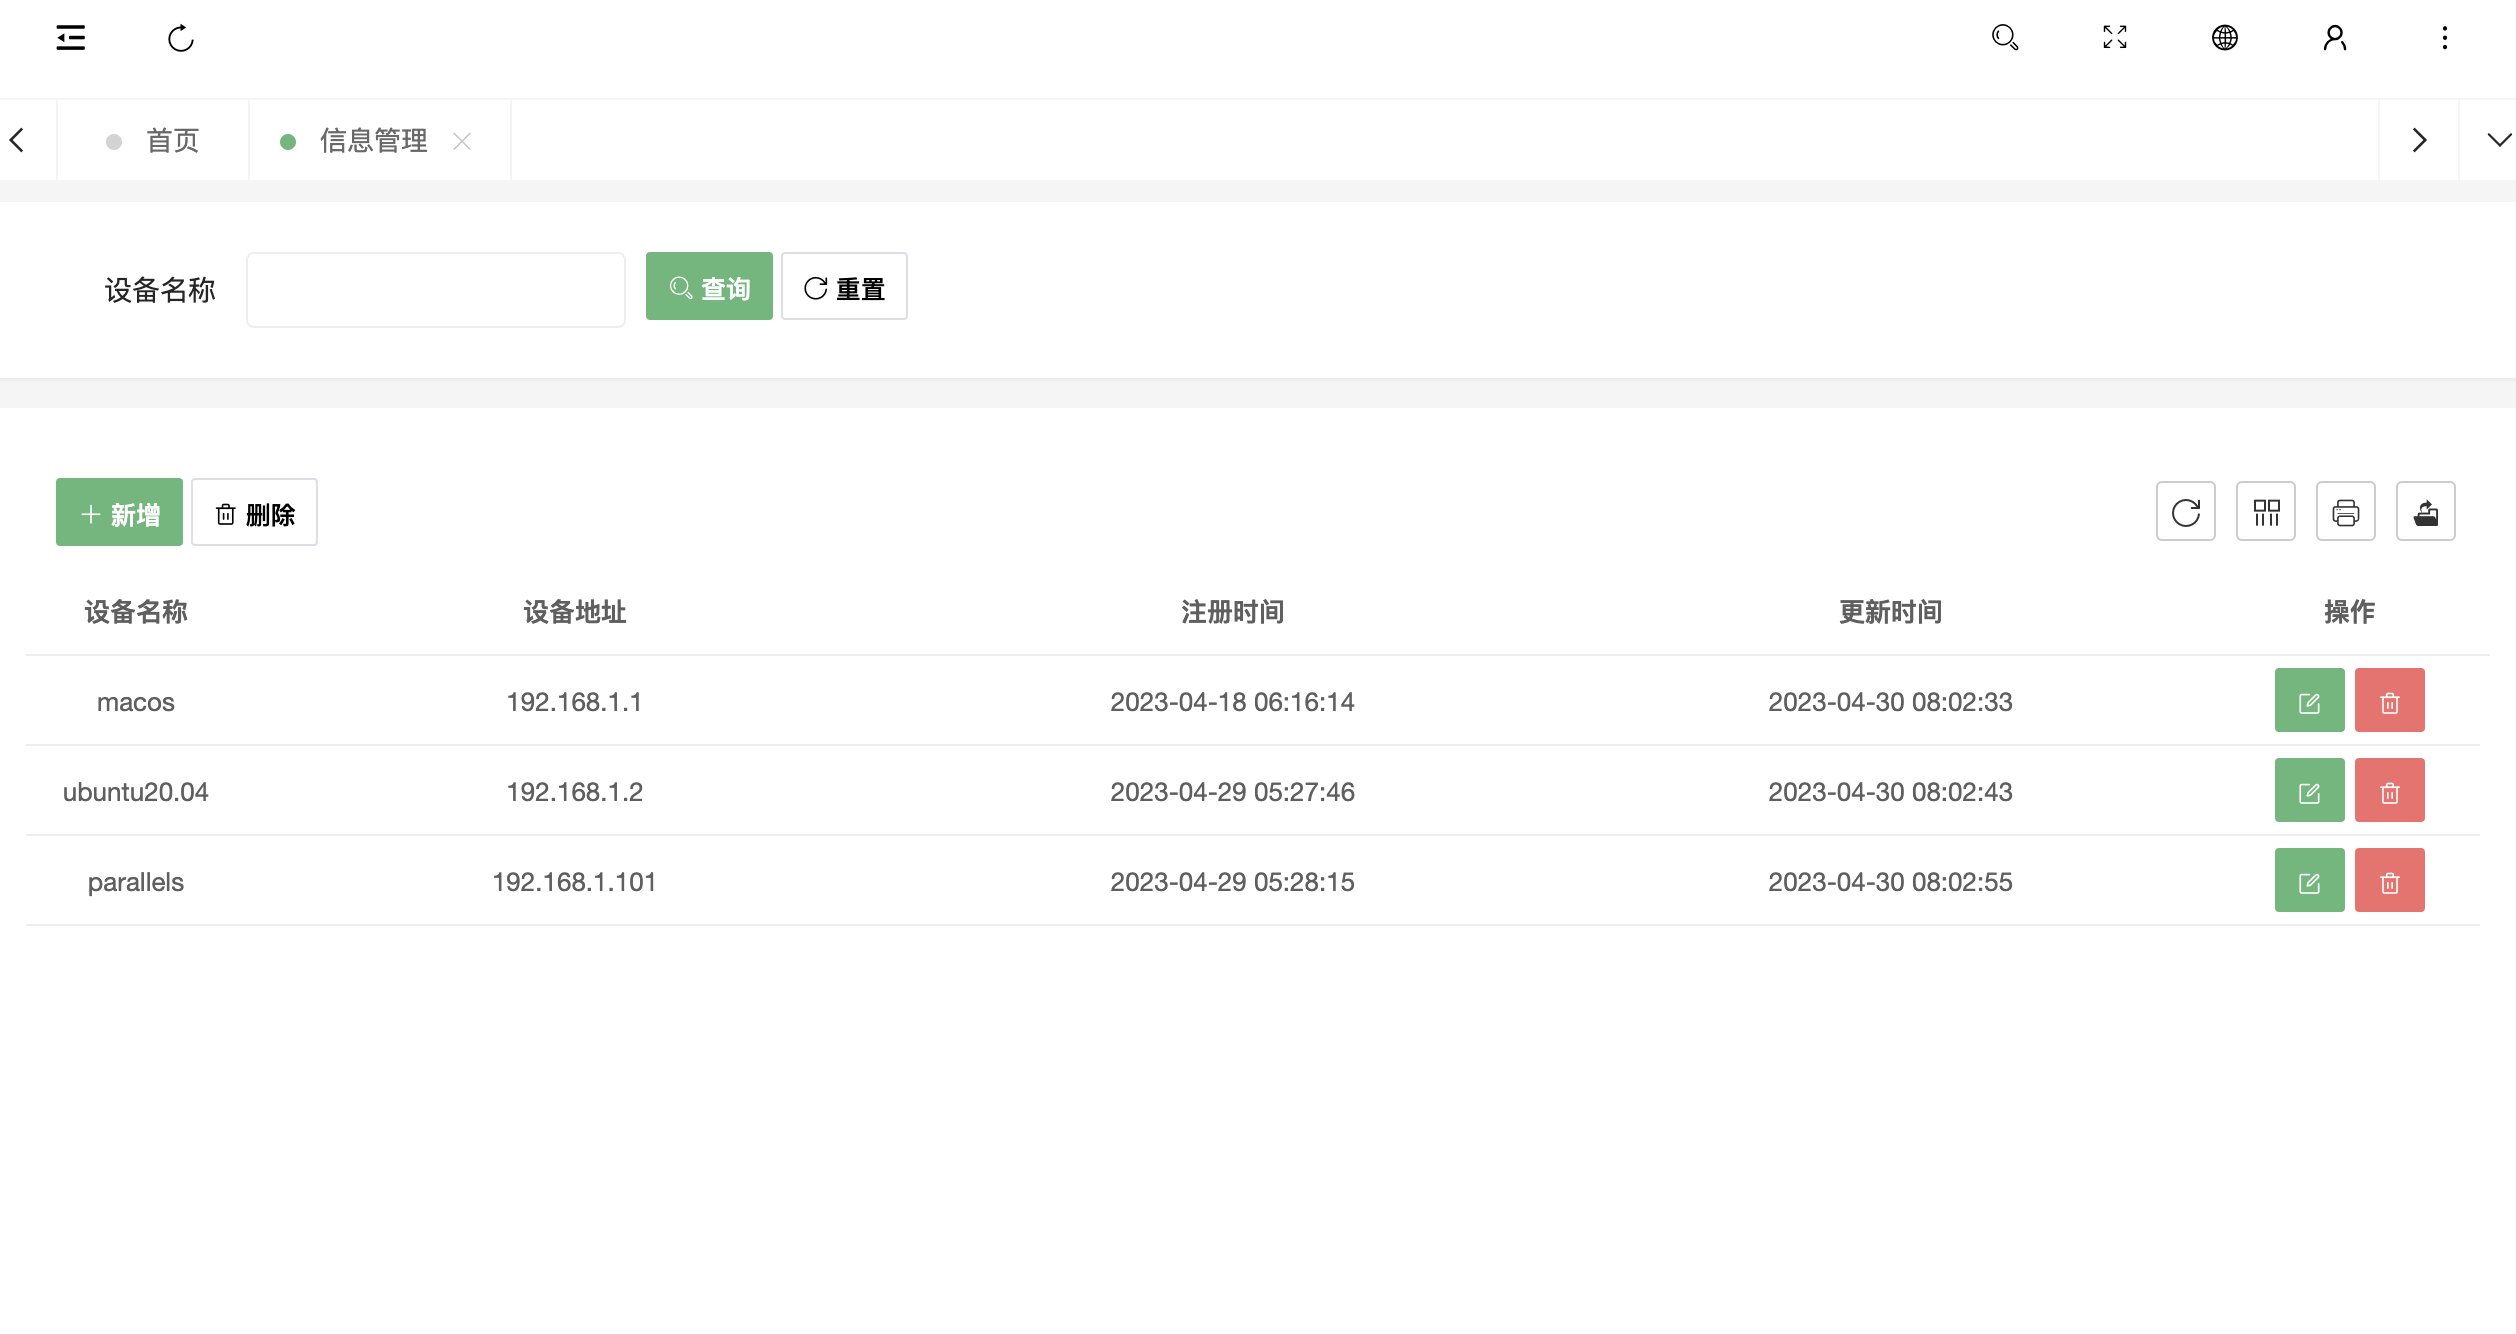 首页 信息管理
设备名称 查询 重置
新增 删除
设备名称 设备地址 注册时间 更新时间 操作
macos 192.168.1.1 2023-04-18 06:16:14 2023-04-30 08:02:33
ubuntu20.04 192.168.1.2 2023-04-29 05:27:46 2023-04-30 08:02:43
parallels 192.168.1.101 2023-04-29 05:28:15 2023-04-30 08:02:55